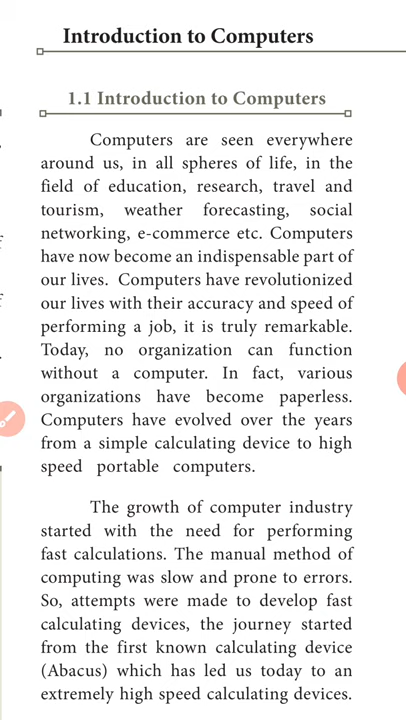 Introduction to Computers
1.1 Introduction to Computers
Computers are seen everywhere
around us, in all spheres of life, in the
field of education, research, travel and
tourism, weather forecasting, social
networking, e-commerce etc. Computers
have now become an indispensable part of
our lives. Computers have revolutionized
our lives with their accuracy and speed of
performing a job, it is truly remarkable.
Today, no organization can function
without a computer. In fact, various
organizations have become paperless.
Computers have evolved over the years
from a simple calculating device to high
speed portable computers.
The growth of computer industry
started with the need for performing
fast calculations. The manual method of
computing was slow and prone to errors.
So, attempts were made to develop fast
calculating devices, the journey started
from the first known calculating device
(Abacus) which has led us today to an
extremely high speed calculating devices.